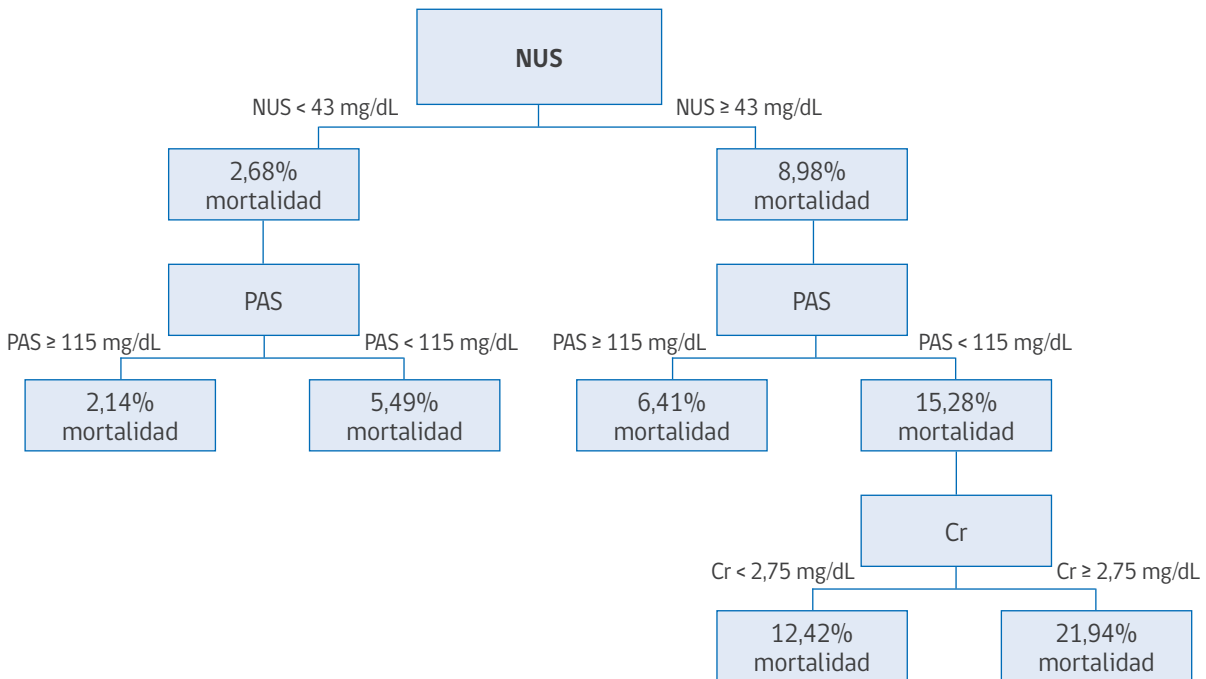 NUS
NUS < 43 mg/dL
NUS ≥ 43 mg/dL
2,68%
mortalidad
8,98%
mortalidad
PAS
PAS
PAS ≥ 115 mg/dL
PAS < 115 mg/dL
PAS ≥ 115 mg/dL
PAS < 115 mg/dL
2,14%
mortalidad
5,49%
mortalidad
6,41%
mortalidad
15,28%
mortalidad
Cr
Cr < 2,75 mg/dL
Cr ≥ 2,75 mg/dL
12,42%
mortalidad
21,94%
mortalidad